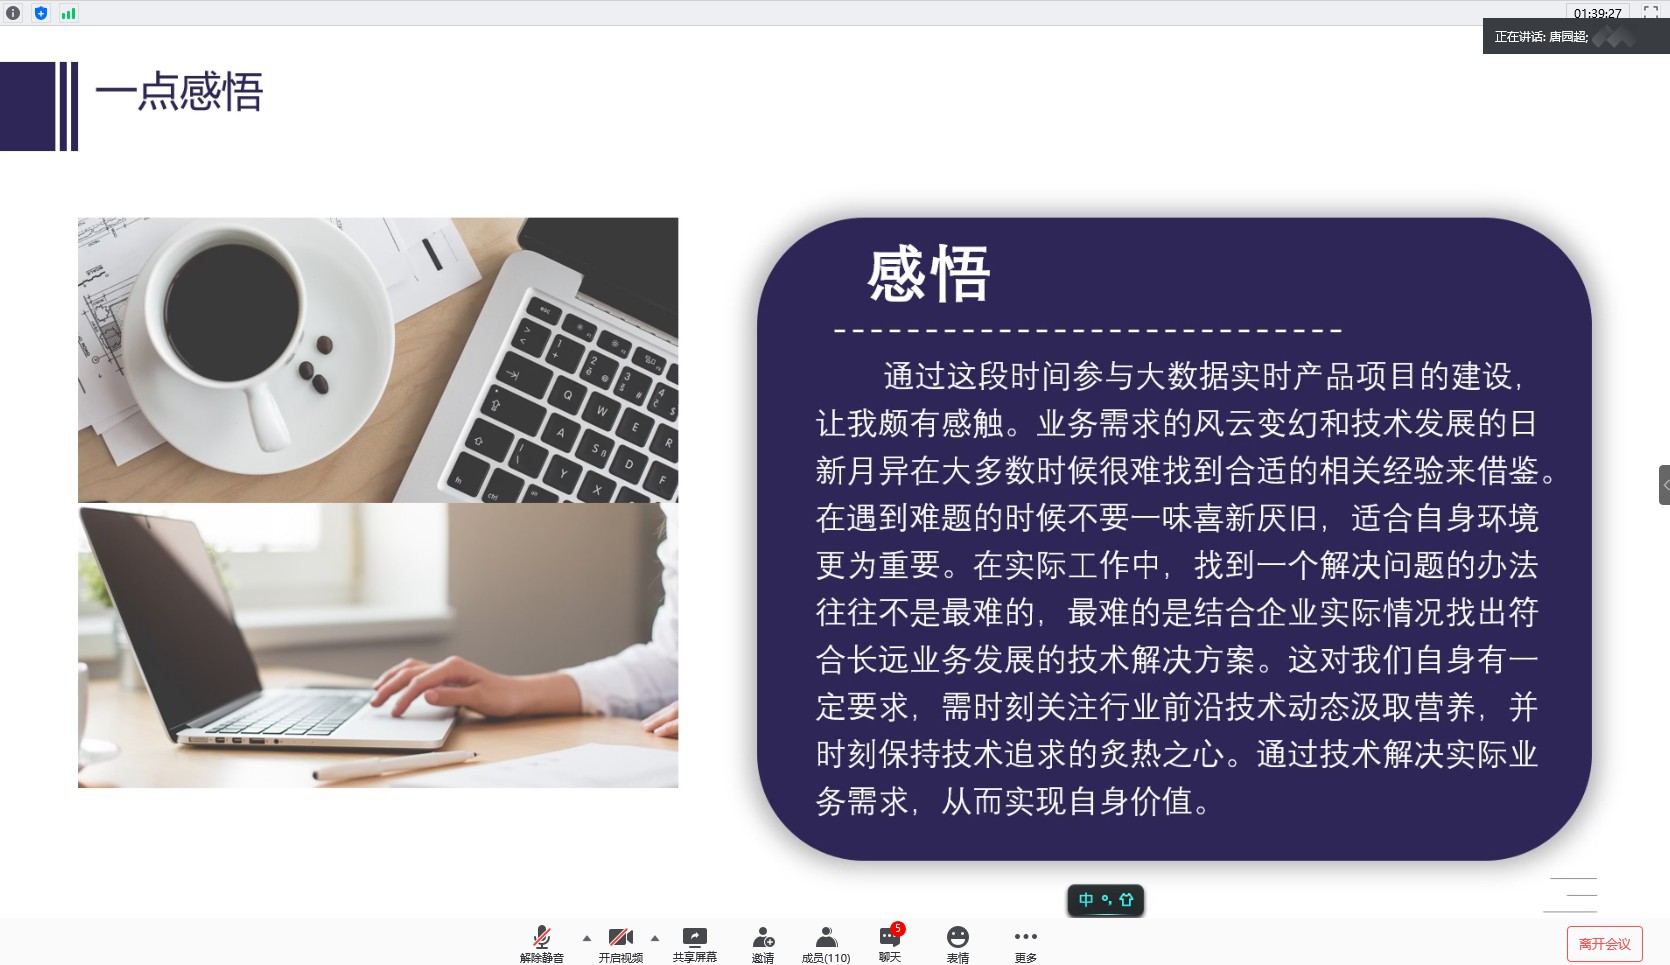 01:39:27
正在讲话: 唐园超;
一点感悟
感悟
通过这段时间参与大数据实时产品项目的建设，
让我颇有感触。业务需求的风云变幻和技术发展的日
新月异在大多数时候很难找到合适的相关经验来借鉴。
在遇到难题的时候不要一味喜新厌旧，适合自身环境
更为重要。在实际工作中，找到一个解决问题的办法
往往不是最难的，最难的是结合企业实际情况找出符
合长远业务发展的技术解决方案。这对我们自身有一
定要求，需时刻关注行业前沿技术动态汲取营养，并
时刻保持技术追求的炙热之心。通过技术解决实际业
务需求，从而实现自身价值。
中 °,
5
解除静音 开启视频 共享屏幕 邀请 成员(110) 聊天 表情 更多
离开会议